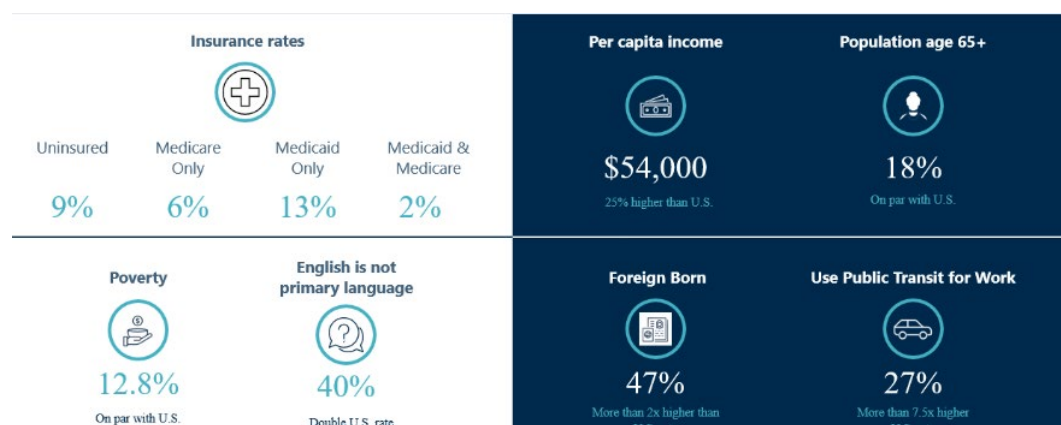 Insurance rates
Uninsured
Medicare
Only
Medicaid
Only
Medicaid &
Medicare
9%
6%
13%
2%
Per capita income
$54,000
25% higher than U.S.
Population age 65+
18%
On par with U.S.
Poverty
12.8%
On par with U.S.
English is not
primary language
40%
Double U.S. rate
Foreign Born
47%
More than 2x higher than
Use Public Transit for Work
27%
More than 7.5x higher